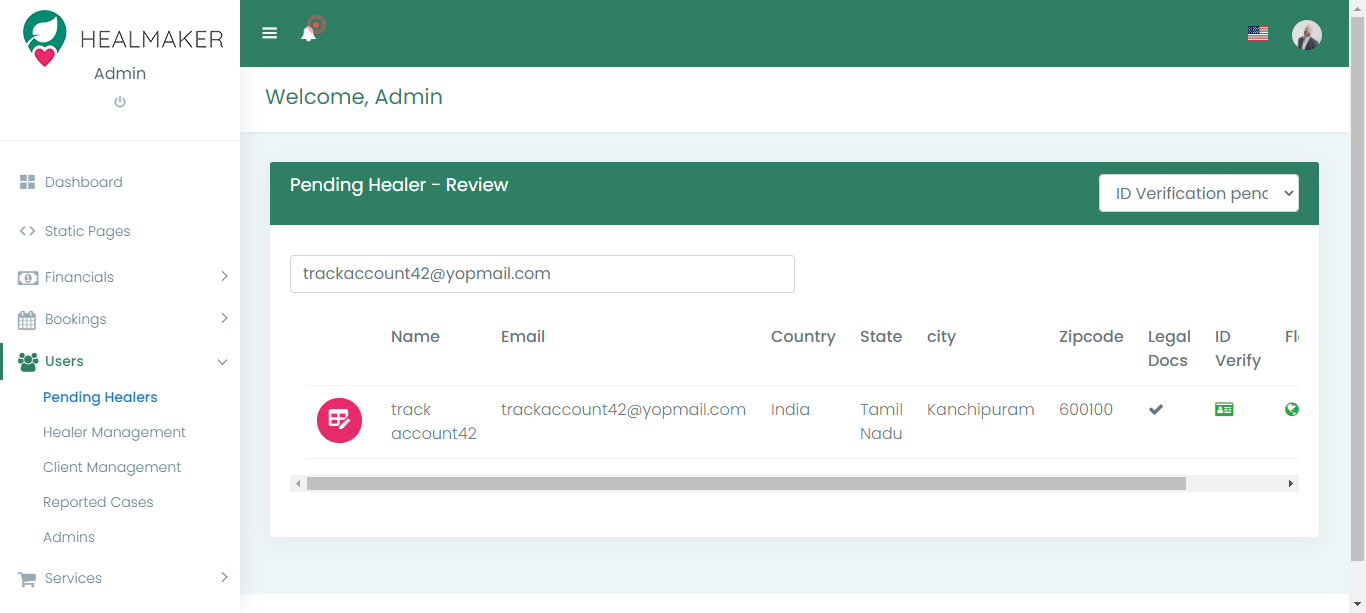 HEALMAKER
Admin
Welcome, Admin
Dashboard
Static Pages
Financials
Bookings
Users
Pending Healers
Healer Management
Client Management
Reported Cases
Admins
Services
Pending Healer - Review
ID Verification penc
trackaccount42@yopmail.com
Name Email Country State city Zipcode Legal Docs ID Verify
track account42 trackaccount42@yopmail.com India Tamil Nadu Kanchipuram 600100